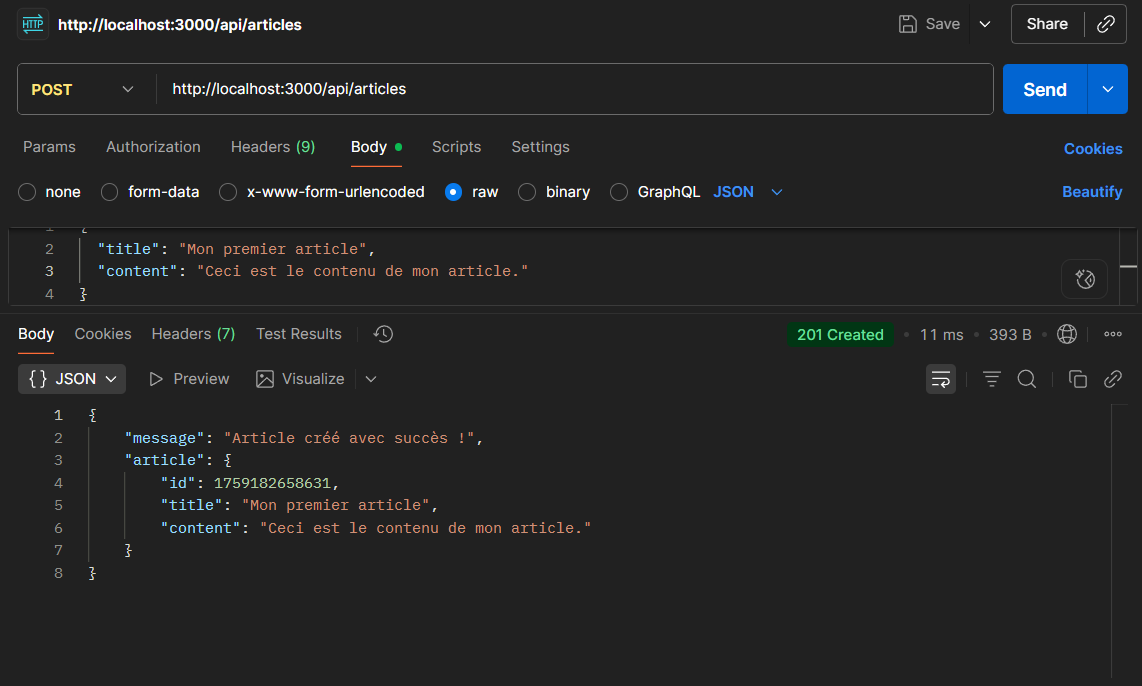 HTTP http://localhost:3000/api/articles Save Share
POST http://localhost:3000/api/articles Send
Params Authorization Headers (9) Body Scripts Settings Cookies
none form-data x-www-form-urlencoded raw binary GraphQL JSON Beautify
1 {
2 "title": "Mon premier article",
3 "content": "Ceci est le contenu de mon article."
4 }
Body Cookies Headers (7) Test Results 201 Created 11 ms 393 B
{} JSON Preview Visualize
1 {
2 "message": "Article créé avec succès !",
3 "article": {
4 "id": 1759182658631,
5 "title": "Mon premier article",
6 "content": "Ceci est le contenu de mon article."
7 }
8 }